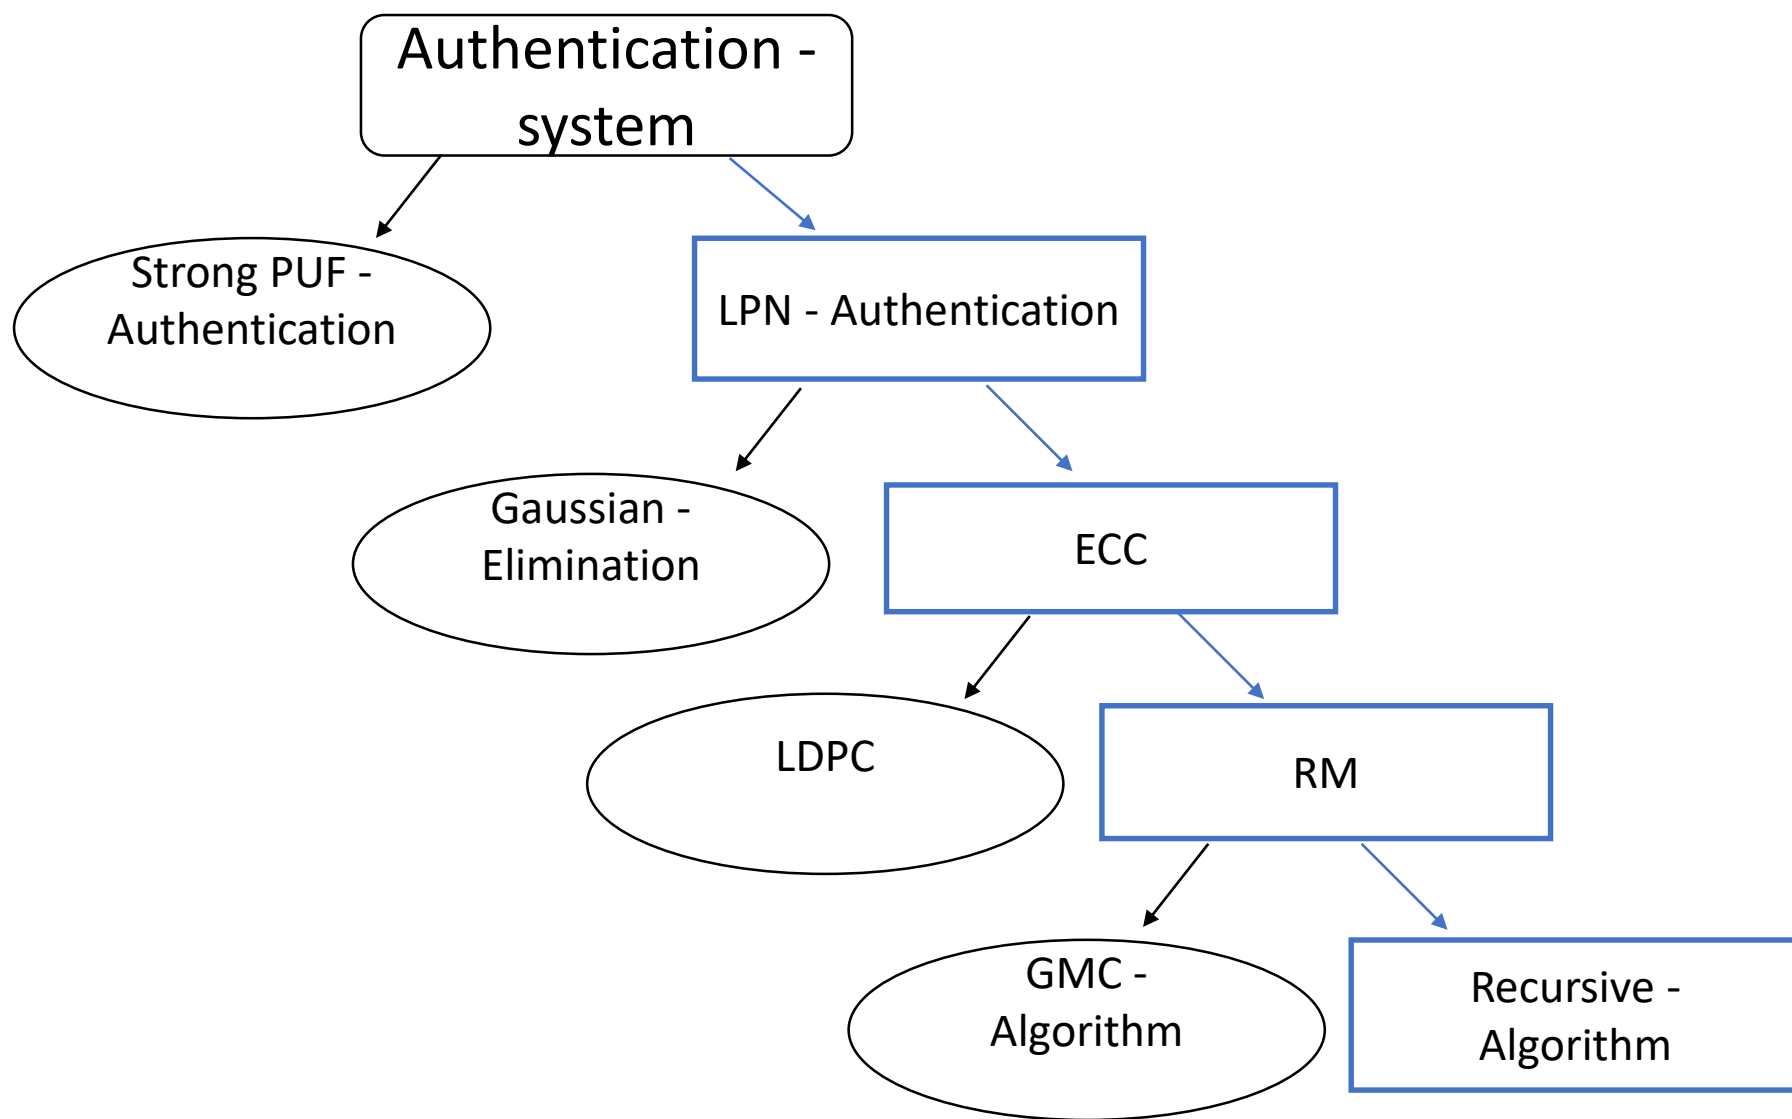 Authentication -
system
Strong PUF -
Authentication
LPN - Authentication
Gaussian -
Elimination
ECC
LDPC
RM
GMC -
Algorithm
Recursive -
Algorithm